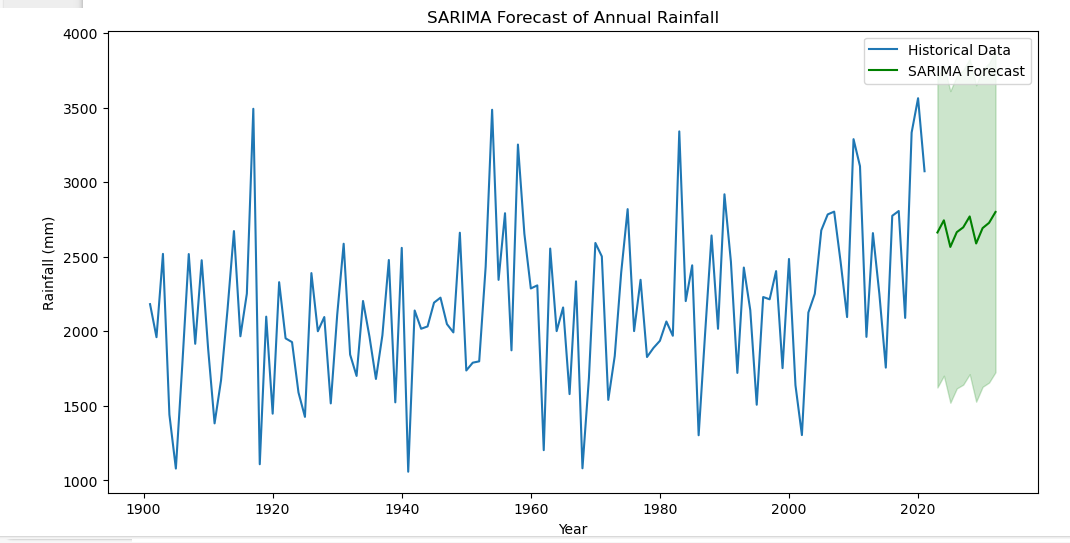 SARIMA Forecast of Annual Rainfall
4000
3500
3000
2500
2000
1500
1000
Rainfall (mm)
Historical Data
SARIMA Forecast
1900
1920
1940
1960
1980
2000
2020
Year